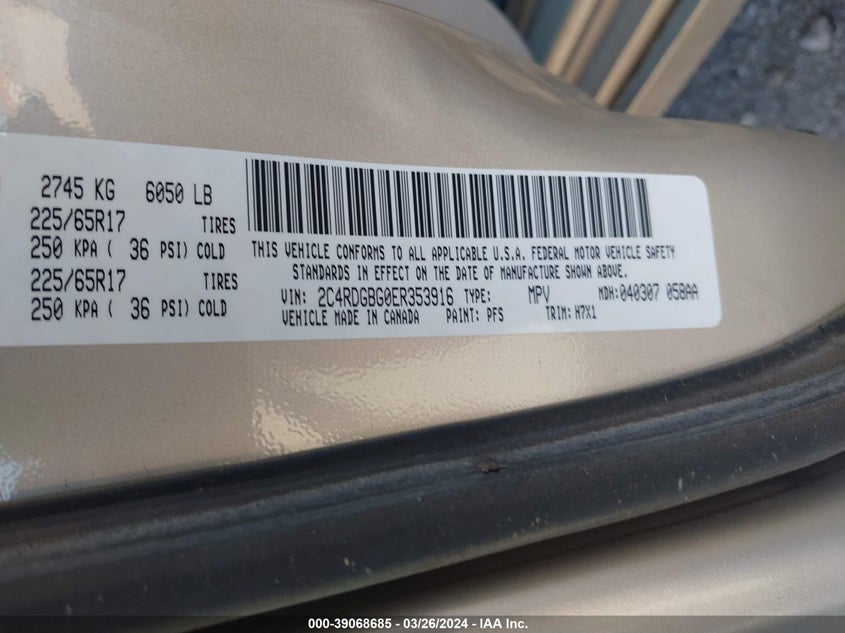 2745 KG 6050 LB
225/65R17 TIRES
250 KPA ( 36 PSI) COLD
225/65R17 TIRES
250 KPA ( 36 PSI) COLD
THIS VEHICLE CONFORMS TO ALL APPLICABLE U.S.A. FEDERAL MOTOR VEHICLE SAFETY
STANDARDS IN EFFECT ON THE DATE OF MANUFACTURE SHOWN ABOVE.
VIN: 2C4RDGBG0ER353916 TYPE: MPV MDH:040307 058AA
VEHICLE MADE IN CANADA PAINT: PFS TRIM: H7X1
000-39068685 - 03/26/2024 - IAA Inc.